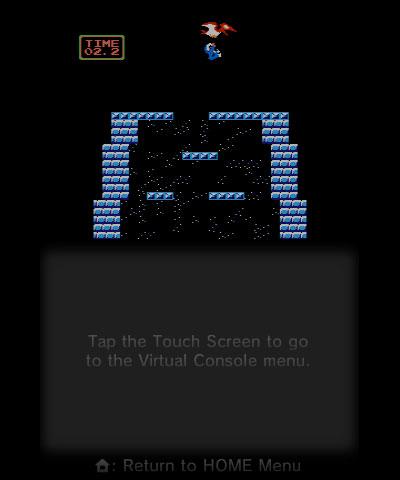 TIME
02.2
Tap the Touch Screen to go
to the Virtual Console menu.
: Return to HOME Menu